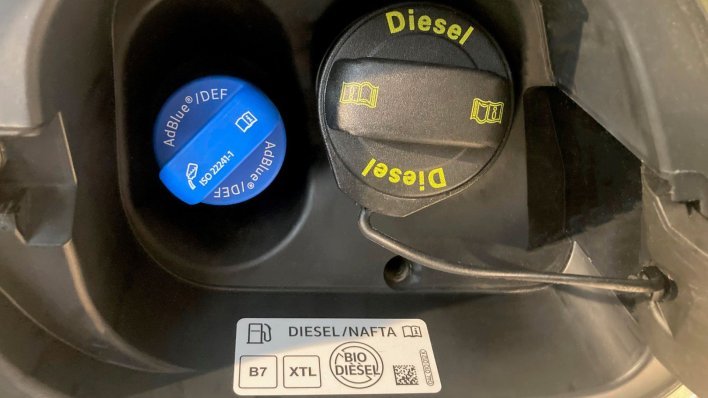 AdBlue®/DEF
ISO 22241-1
AdBlue®/DEF
Diesel
Diesel
DIESEL/NAFTA
B7
XTL
BIO
DIESEL